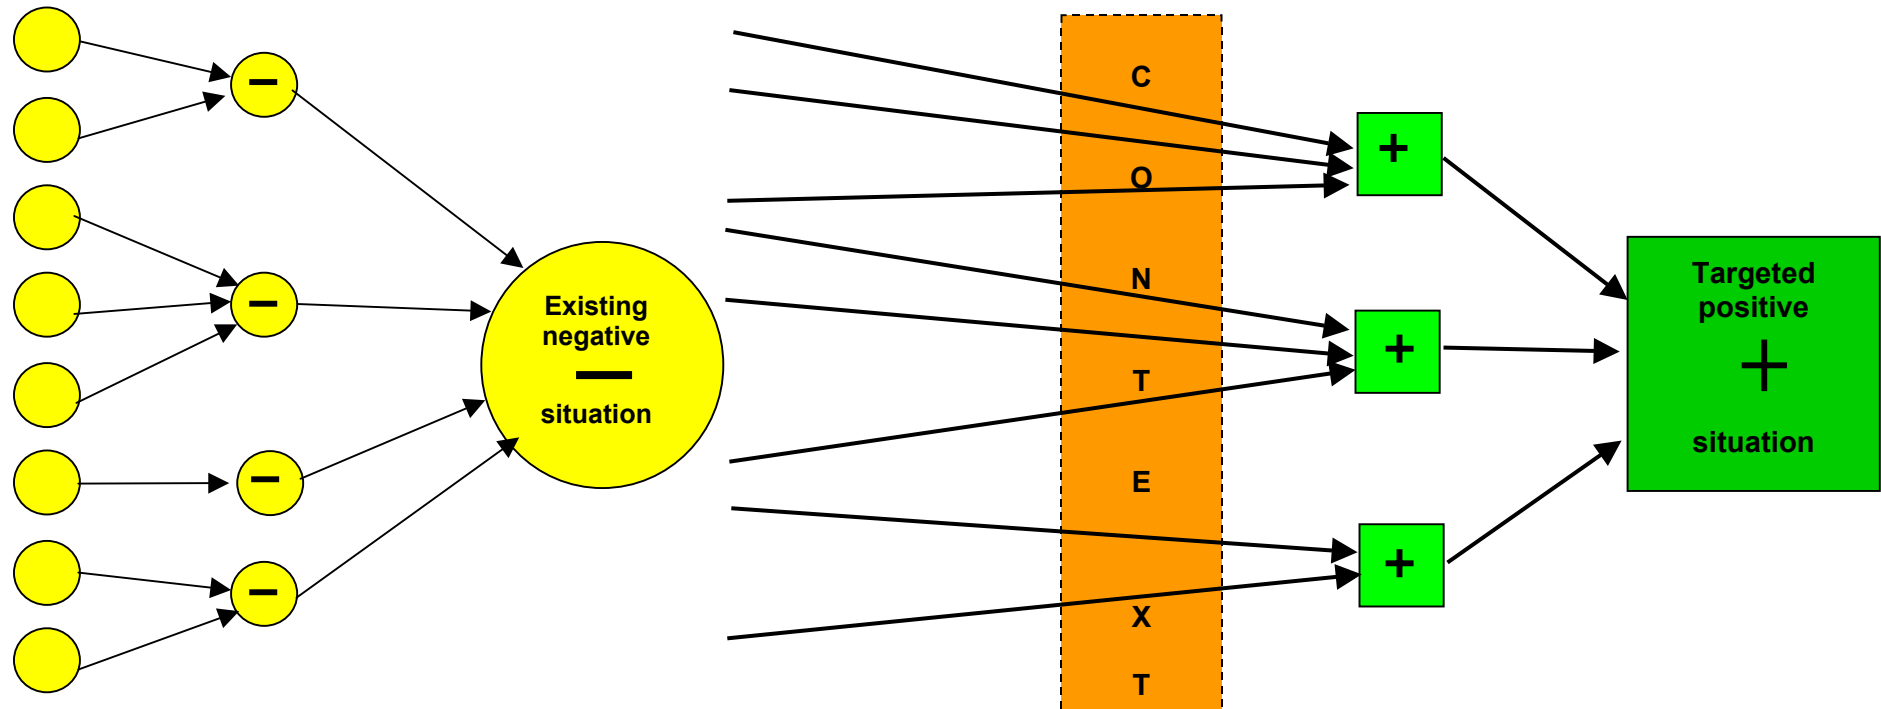 −
−
−
−
Existing
negative
—
situation
C
O
N
T
E
X
T
+
+
+
Targeted
positive
+
situation